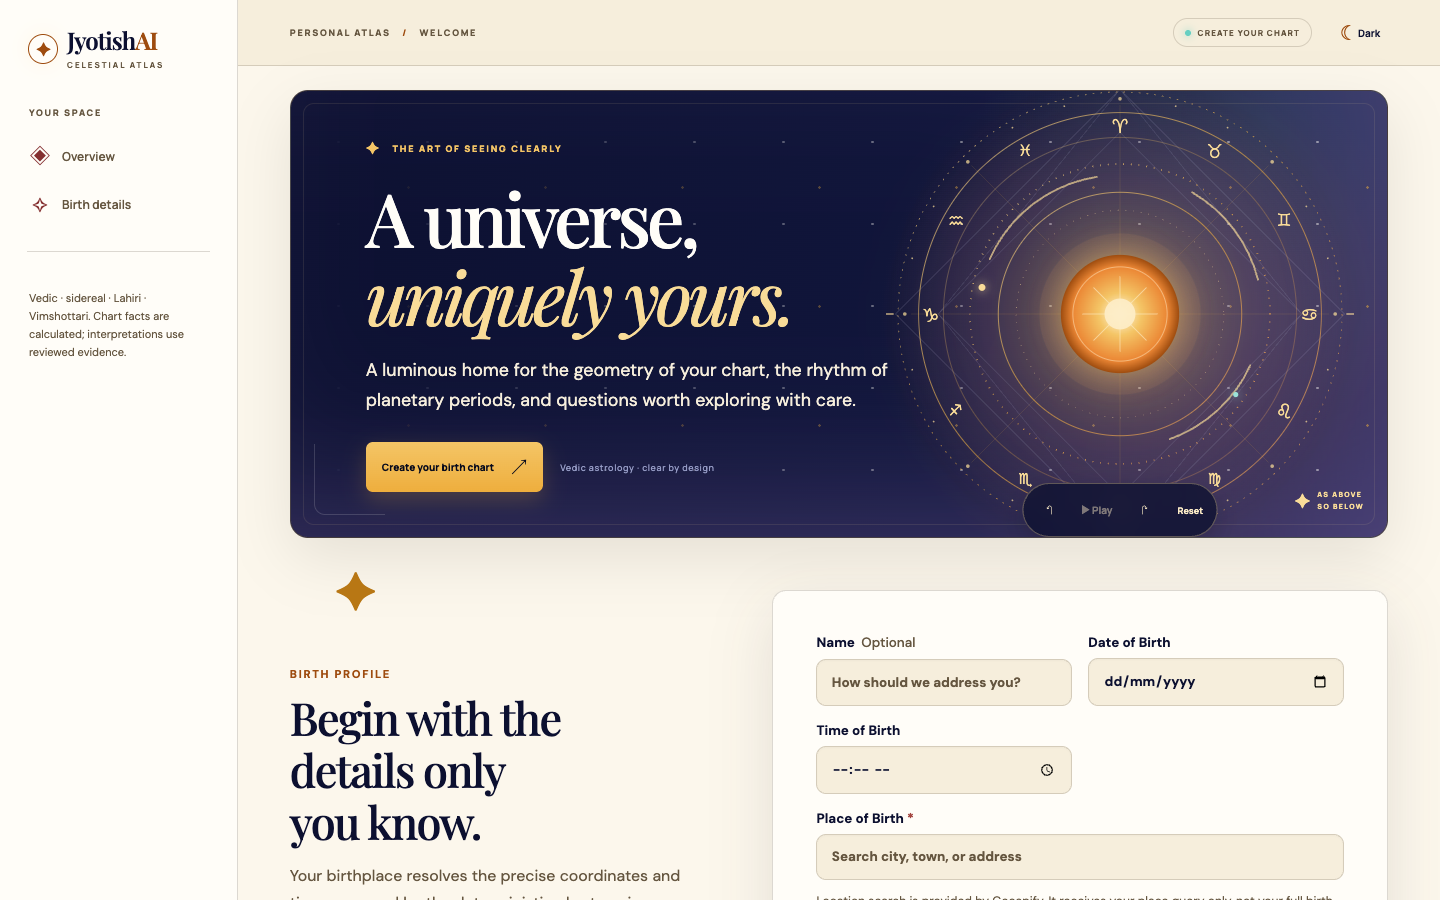 JyotishAI
CELESTIAL ATLAS
YOUR SPACE
Overview
Birth details
Vedic · sidereal · Lahiri ·
Vimshottari. Chart facts are
calculated; interpretations use
reviewed evidence.
PERSONAL ATLAS / WELCOME
CREATE YOUR CHART
Dark
THE ART OF SEEING CLEARLY
A universe,
uniquely yours.
A luminous home for the geometry of your chart, the rhythm of
planetary periods, and questions worth exploring with care.
Create your birth chart
Vedic astrology · clear by design
♈
♉
♊
♋
♌
♍
♏
♐
♑
♒
♓
Play
Reset
AS ABOVE
SO BELOW
BIRTH PROFILE
Begin with the
details only
you know.
Your birthplace resolves the precise coordinates and
Name Optional
How should we address you?
Date of Birth
dd/mm/yyyy
Time of Birth
--:-- --
Place of Birth *
Search city, town, or address